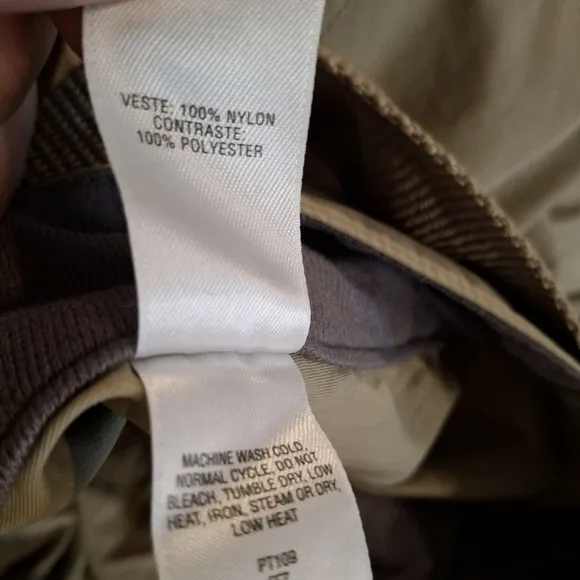 VESTE: 100% NYLON
CONTRASTE:
100% POLYESTER
MACHINE WASH COLD,
NORMAL CYCLE, DO NOT
BLEACH, TUMBLE DRY, LOW
HEAT, IRON, STEAM OR DRY,
LOW HEAT
PT109